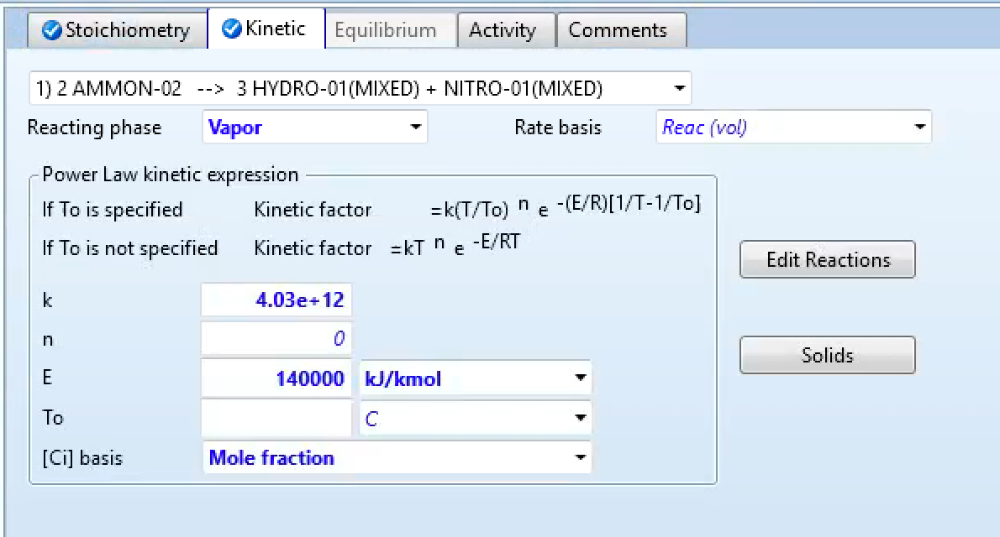 Stoichiometry Kinetic Equilibrium Activity Comments
1) 2 AMMON-02 --> 3 HYDRO-01(MIXED) + NITRO-01(MIXED)
Reacting phase Vapor Rate basis Reac (vol)
Power Law kinetic expression
If To is specified Kinetic factor =k(T/To) n e -(E/R)[1/T-1/To]
If To is not specified Kinetic factor =kT n e -E/RT
Edit Reactions
k 4.03e+12
n 0
Solids
E 140000 kJ/kmol
To C
[Ci] basis Mole fraction